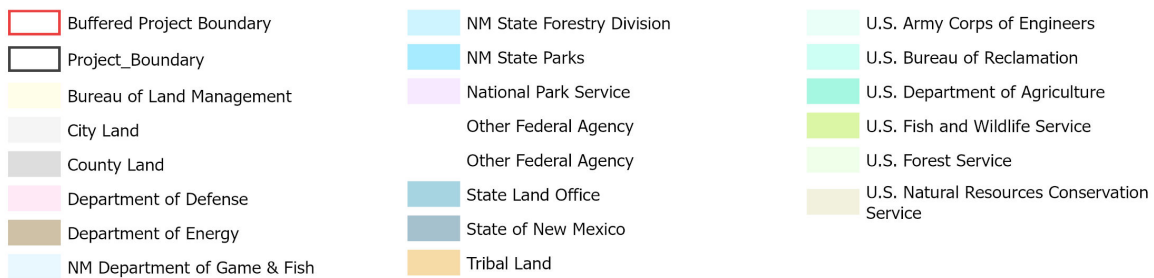 Buffered Project Boundary
Project_Boundary
Bureau of Land Management
City Land
County Land
Department of Defense
Department of Energy
NM Department of Game & Fish
NM State Forestry Division
NM State Parks
National Park Service
Other Federal Agency
Other Federal Agency
State Land Office
State of New Mexico
Tribal Land
U.S. Army Corps of Engineers
U.S. Bureau of Reclamation
U.S. Department of Agriculture
U.S. Fish and Wildlife Service
U.S. Forest Service
U.S. Natural Resources Conservation
Service